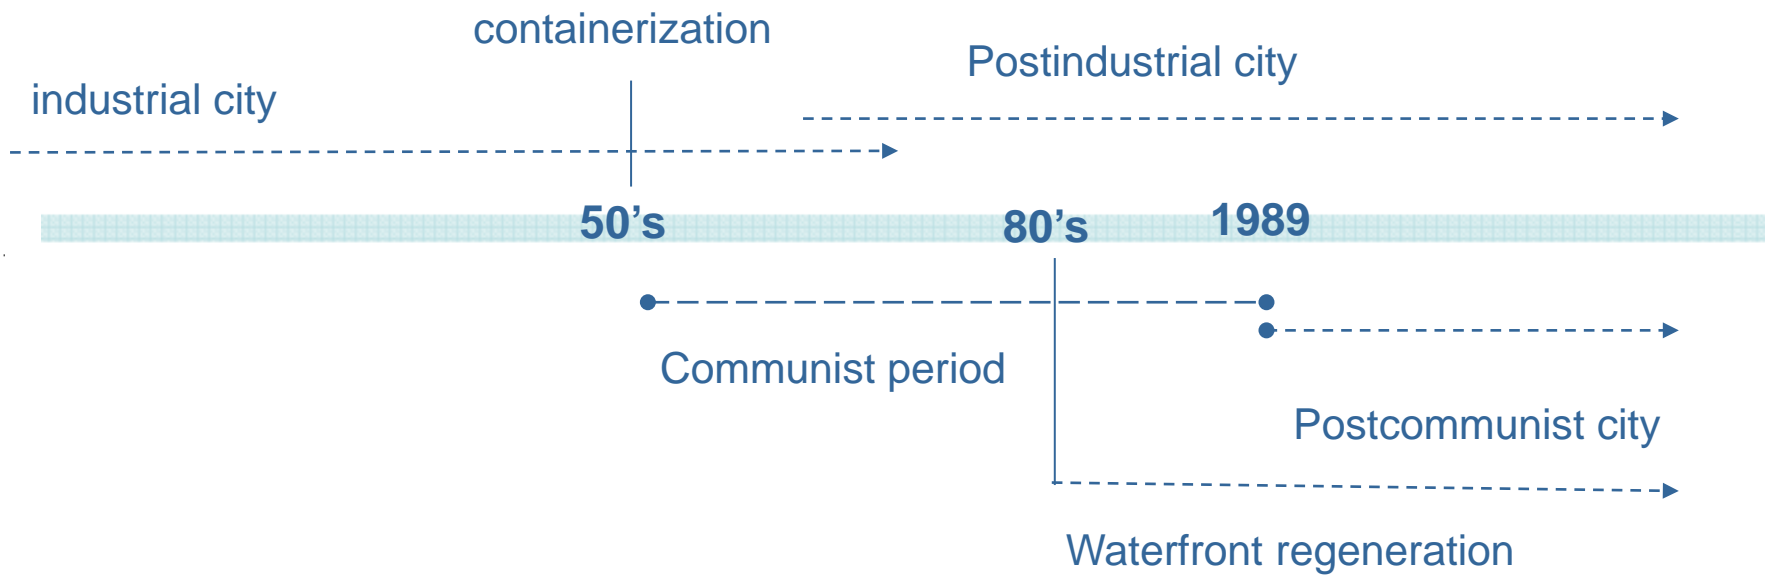 containerization
Postindustrial city
industrial city
50’s
80’s
1989
Communist period
Postcommunist city
Waterfront regeneration